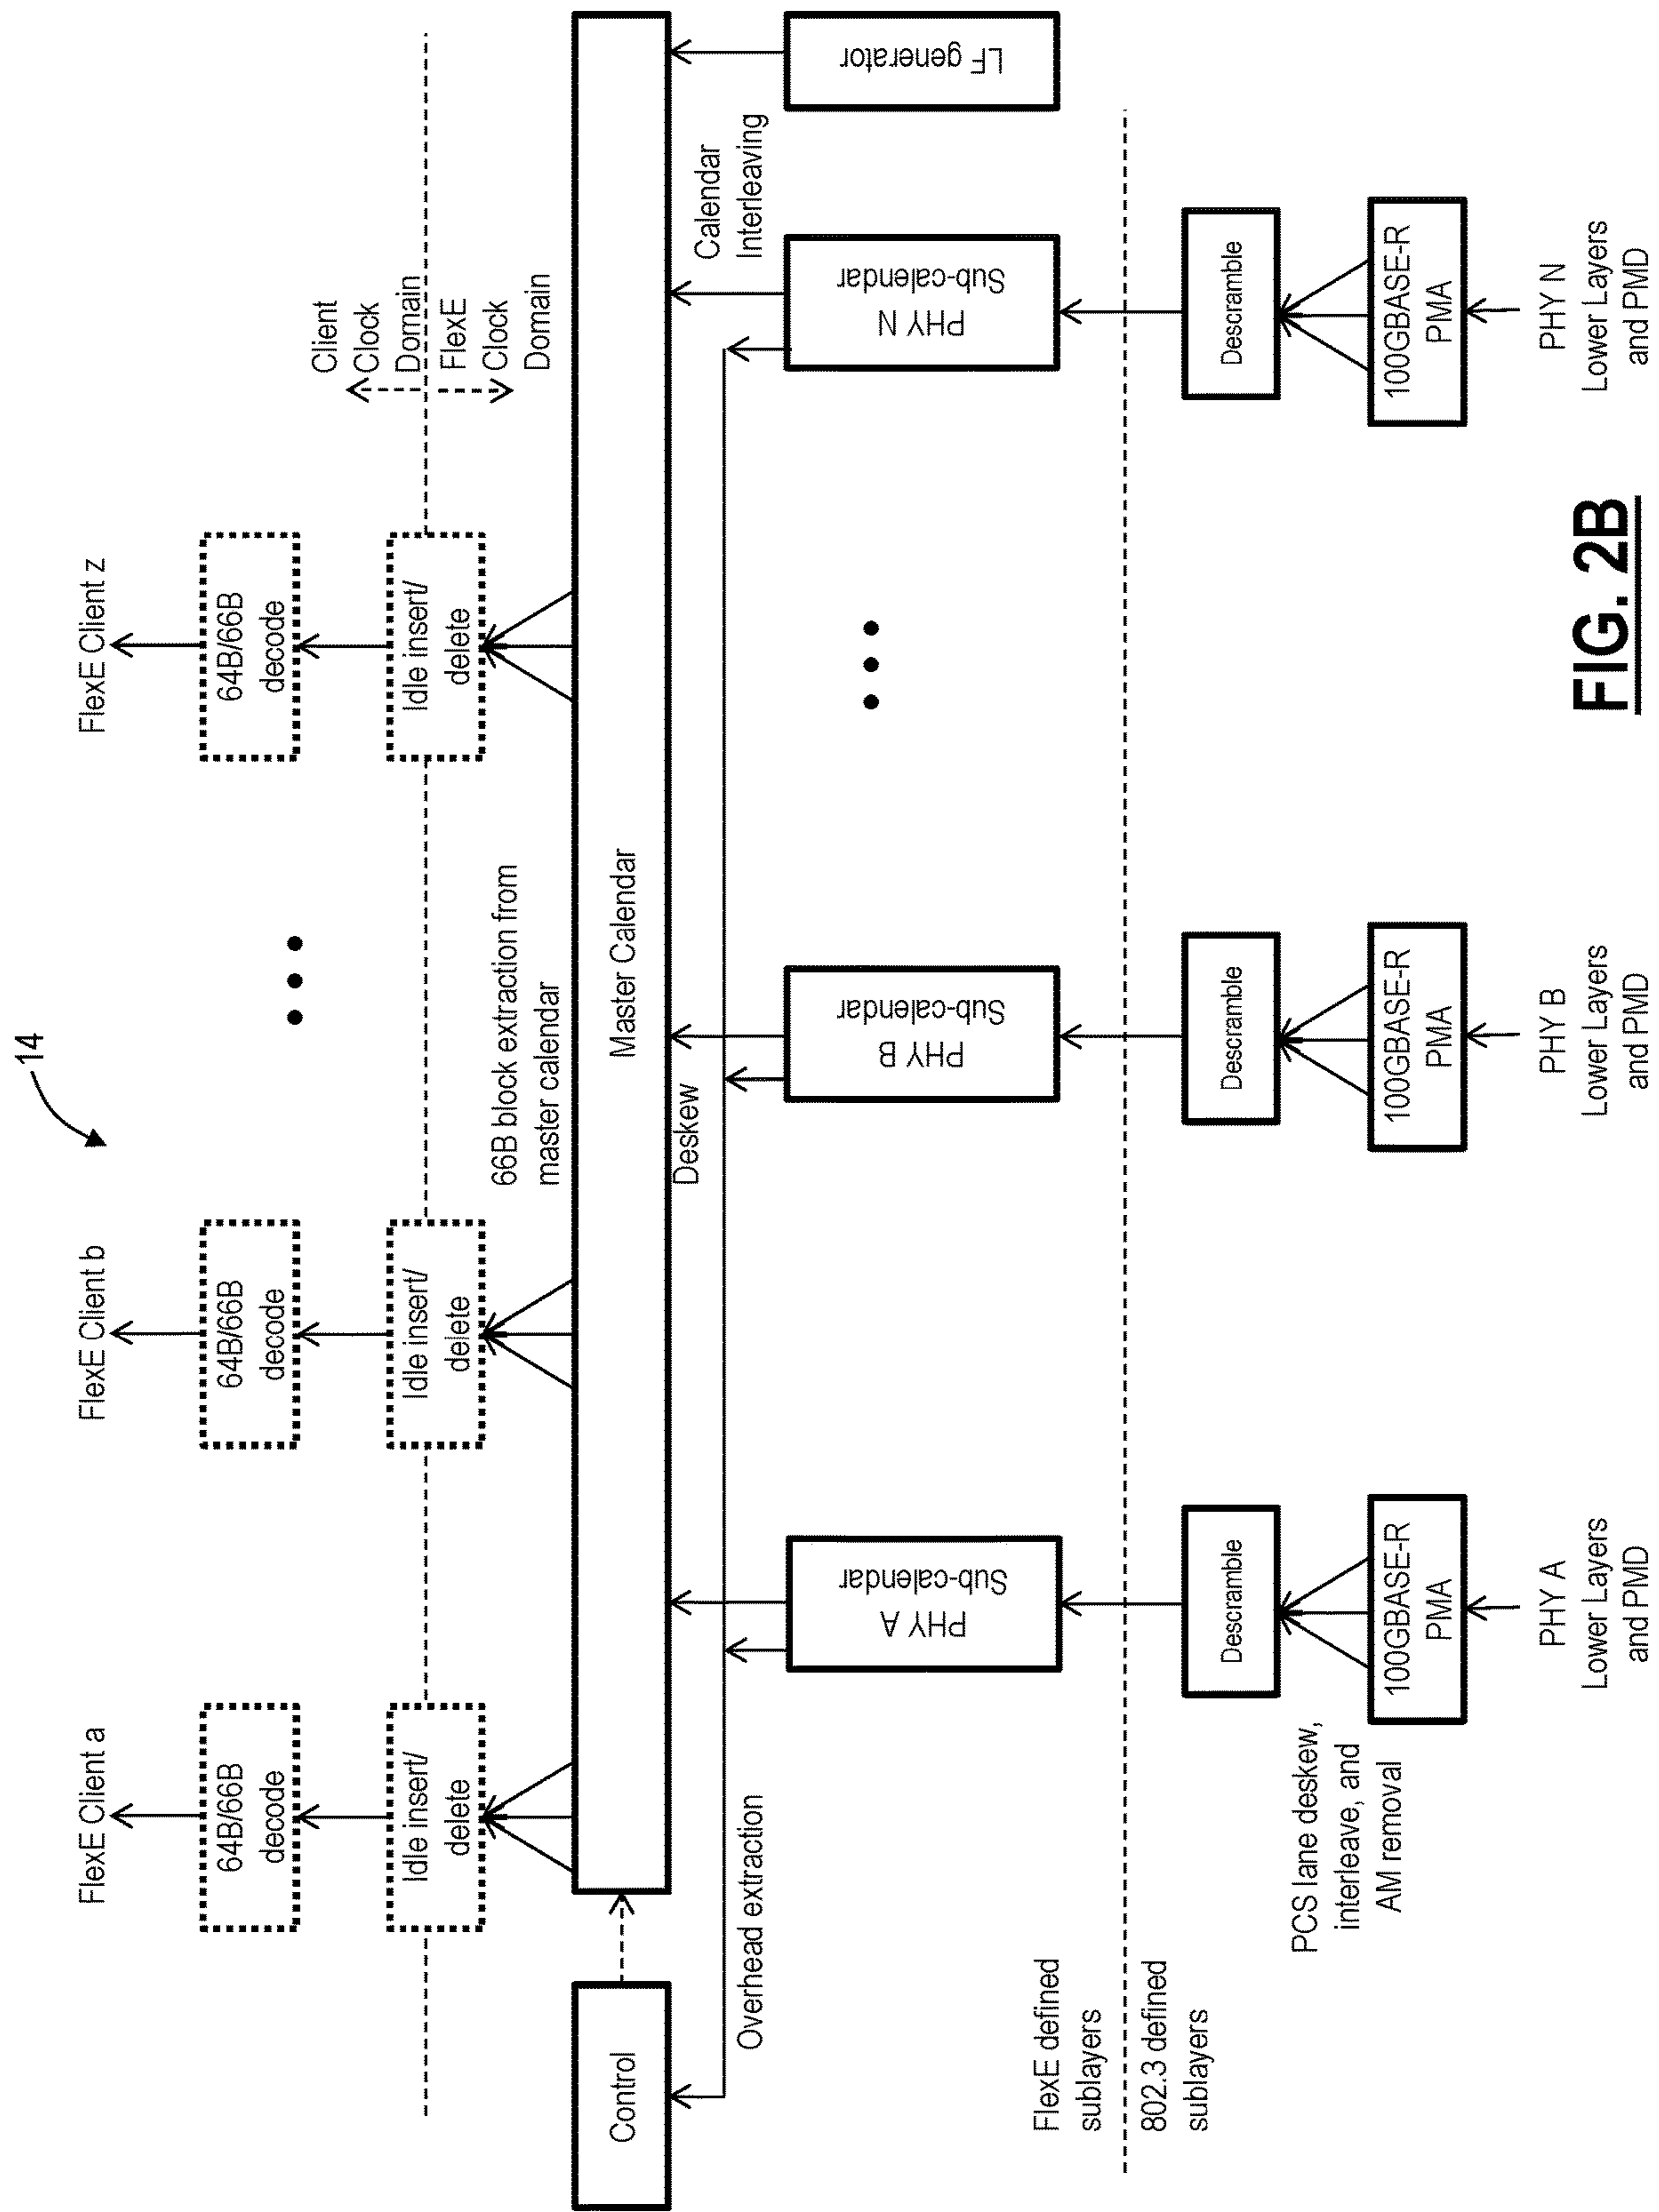 14
FlexE Client a
FlexE Client b
FlexE Client z
64B/66B
decode
64B/66B
decode
64B/66B
decode
Client
Clock
Domain
FlexE
Clock
Domain
Idle insert/
delete
Idle insert/
delete
Idle insert/
delete
66B block extraction from
master calendar
Control
Master Calendar
Deskew
Calendar
Interleaving
Overhead extraction
PHY A
Sub-calendar
PHY B
Sub-calendar
PHY N
Sub-calendar
LF generator
FlexE defined
sublayers
802.3 defined
sublayers
Descramble
Descramble
Descramble
PCS lane deskew,
interleave, and
AM removal
100GBASE-R
PMA
100GBASE-R
PMA
100GBASE-R
PMA
PHY A
Lower Layers
and PMD
PHY B
Lower Layers
and PMD
PHY N
Lower Layers
and PMD
FIG. 2B